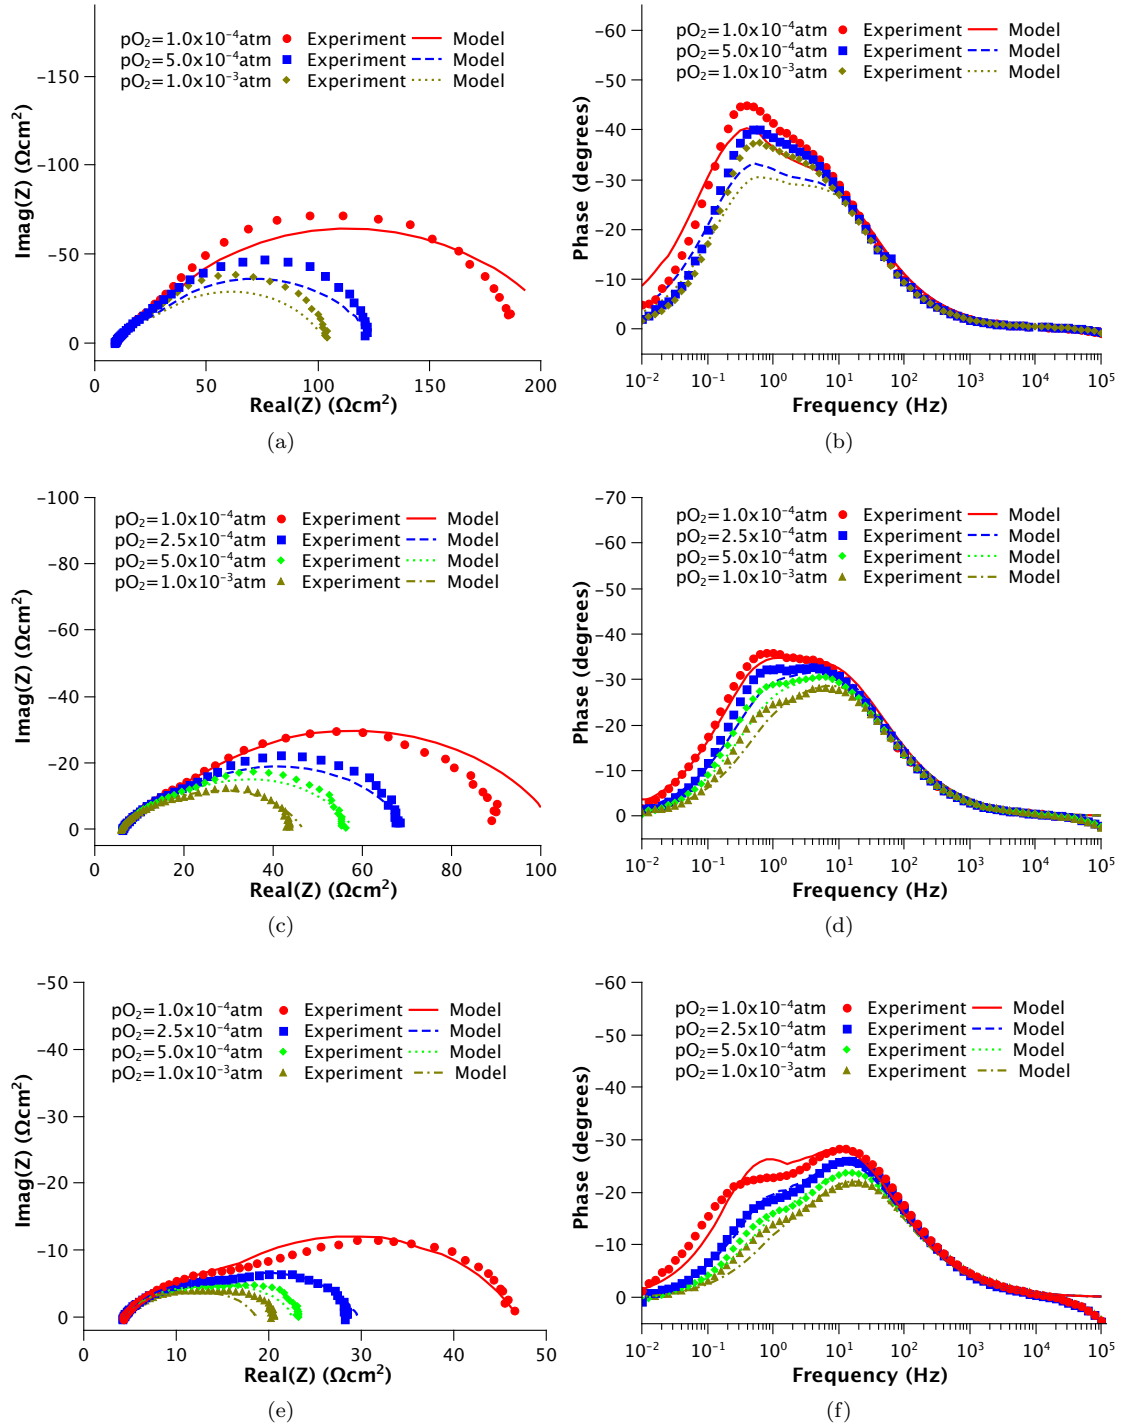 pO₂=1.0x10⁻⁴atm Experiment Model
pO₂=5.0x10⁻⁴atm Experiment Model
pO₂=1.0x10⁻³atm Experiment Model
Imag(Z) (Ωcm²)
-150
-100
-50
0
0 50 100 150 200
Real(Z) (Ωcm²)
(a)
pO₂=1.0x10⁻⁴atm Experiment Model
pO₂=5.0x10⁻⁴atm Experiment Model
pO₂=1.0x10⁻³atm Experiment Model
Phase (degrees)
-60
-50
-40
-30
-20
-10
0
10⁻² 10⁻¹ 10⁰ 10¹ 10² 10³ 10⁴ 10⁵
Frequency (Hz)
(b)
pO₂=1.0x10⁻⁴atm Experiment Model
pO₂=2.5x10⁻⁴atm Experiment Model
pO₂=5.0x10⁻⁴atm Experiment Model
pO₂=1.0x10⁻³atm Experiment Model
Imag(Z) (Ωcm²)
-100
-80
-60
-40
-20
0
0 20 40 60 80 100
Real(Z) (Ωcm²)
(c)
pO₂=1.0x10⁻⁴atm Experiment Model
pO₂=2.5x10⁻⁴atm Experiment Model
pO₂=5.0x10⁻⁴atm Experiment Model
pO₂=1.0x10⁻³atm Experiment Model
Phase (degrees)
-70
-60
-50
-40
-30
-20
-10
0
10⁻² 10⁻¹ 10⁰ 10¹ 10² 10³ 10⁴ 10⁵
Frequency (Hz)
(d)
pO₂=1.0x10⁻⁴atm Experiment Model
pO₂=2.5x10⁻⁴atm Experiment Model
pO₂=5.0x10⁻⁴atm Experiment Model
pO₂=1.0x10⁻³atm Experiment Model
Imag(Z) (Ωcm²)
-50
-40
-30
-20
-10
0
0 10 20 30 40 50
Real(Z) (Ωcm²)
(e)
pO₂=1.0x10⁻⁴atm Experiment Model
pO₂=2.5x10⁻⁴atm Experiment Model
pO₂=5.0x10⁻⁴atm Experiment Model
pO₂=1.0x10⁻³atm Experiment Model
Phase (degrees)
-60
-50
-40
-30
-20
-10
0
10⁻² 10⁻¹ 10⁰ 10¹ 10² 10³ 10⁴ 10⁵
Frequency (Hz)
(f)